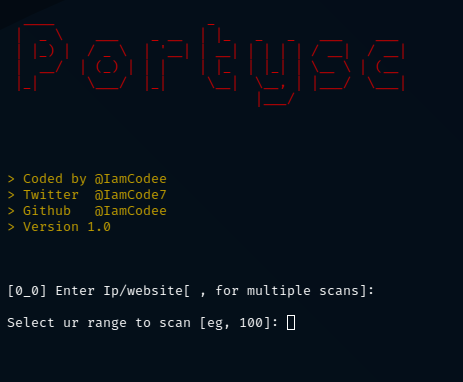 Portysc
> Coded by @IamCodee
> Twitter  @IamCode7
> Github   @IamCodee
> Version 1.0
[0_0] Enter Ip/website[ , for multiple scans]:
Select ur range to scan [eg, 100]: